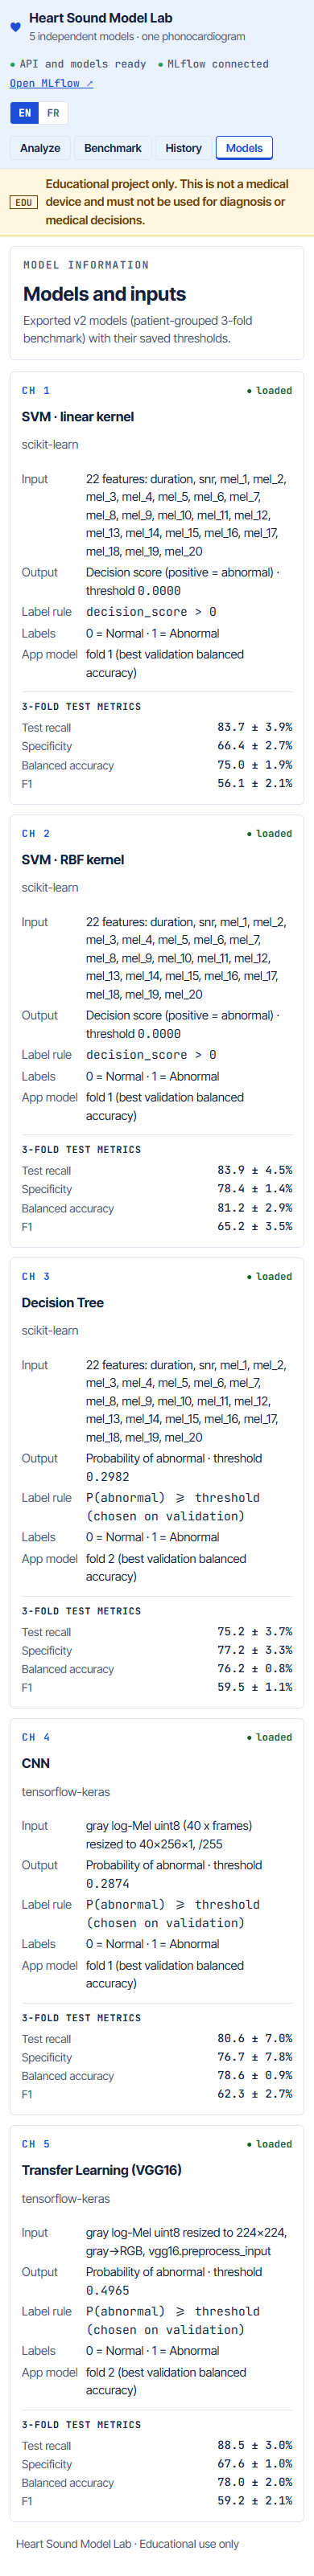 Heart Sound Model Lab
5 independent models · one phonocardiogram
API and models ready
MLflow connected
Open MLflow ↗
EN FR
Analyze Benchmark History Models
EDU
Educational project only. This is not a medical
device and must not be used for diagnosis or
medical decisions.
MODEL INFORMATION
Models and inputs
Exported v2 models (patient-grouped 3-fold
benchmark) with their saved thresholds.
CH 1 loaded
SVM · linear kernel
scikit-learn
Input 22 features: duration, snr, mel_1, mel_2,
mel_3, mel_4, mel_5, mel_6, mel_7,
mel_8, mel_9, mel_10, mel_11, mel_12,
mel_13, mel_14, mel_15, mel_16, mel_17,
mel_18, mel_19, mel_20
Output Decision score (positive = abnormal) ·
threshold 0.0000
Label rule decision_score > 0
Labels 0 = Normal · 1 = Abnormal
App model fold 1 (best validation balanced
accuracy)
3-FOLD TEST METRICS
Test recall 83.7 ± 3.9%
Specificity 66.4 ± 2.7%
Balanced accuracy 75.0 ± 1.9%
F1 56.1 ± 2.1%
CH 2 loaded
SVM · RBF kernel
scikit-learn
Input 22 features: duration, snr, mel_1, mel_2,
mel_3, mel_4, mel_5, mel_6, mel_7,
mel_8, mel_9, mel_10, mel_11, mel_12,
mel_13, mel_14, mel_15, mel_16, mel_17,
mel_18, mel_19, mel_20
Output Decision score (positive = abnormal) ·
threshold 0.0000
Label rule decision_score > 0
Labels 0 = Normal · 1 = Abnormal
App model fold 1 (best validation balanced
accuracy)
3-FOLD TEST METRICS
Test recall 83.9 ± 4.5%
Specificity 78.4 ± 1.4%
Balanced accuracy 81.2 ± 2.9%
F1 65.2 ± 3.5%
CH 3 loaded
Decision Tree
scikit-learn
Input 22 features: duration, snr, mel_1, mel_2,
mel_3, mel_4, mel_5, mel_6, mel_7,
mel_8, mel_9, mel_10, mel_11, mel_12,
mel_13, mel_14, mel_15, mel_16, mel_17,
mel_18, mel_19, mel_20
Output Probability of abnormal · threshold
0.2982
Label rule P(abnormal) ≥ threshold
(chosen on validation)
Labels 0 = Normal · 1 = Abnormal
App model fold 2 (best validation balanced
accuracy)
3-FOLD TEST METRICS
Test recall 75.2 ± 3.7%
Specificity 77.2 ± 3.3%
Balanced accuracy 76.2 ± 0.8%
F1 59.5 ± 1.1%
CH 4 loaded
CNN
tensorflow-keras
Input gray log-Mel uint8 (40 x frames)
resized to 40×256×1, /255
Output Probability of abnormal · threshold
0.2874
Label rule P(abnormal) ≥ threshold
(chosen on validation)
Labels 0 = Normal · 1 = Abnormal
App model fold 1 (best validation balanced
accuracy)
3-FOLD TEST METRICS
Test recall 80.6 ± 7.0%
Specificity 76.7 ± 7.8%
Balanced accuracy 78.6 ± 0.9%
F1 62.3 ± 2.7%
CH 5 loaded
Transfer Learning (VGG16)
tensorflow-keras
Input gray log-Mel uint8 resized to 224×224,
gray→RGB, vgg16.preprocess_input
Output Probability of abnormal · threshold
0.4965
Label rule P(abnormal) ≥ threshold
(chosen on validation)
Labels 0 = Normal · 1 = Abnormal
App model fold 2 (best validation balanced
accuracy)
3-FOLD TEST METRICS
Test recall 88.5 ± 3.0%
Specificity 67.6 ± 1.0%
Balanced accuracy 78.0 ± 2.0%
F1 59.2 ± 2.1%
Heart Sound Model Lab · Educational use only